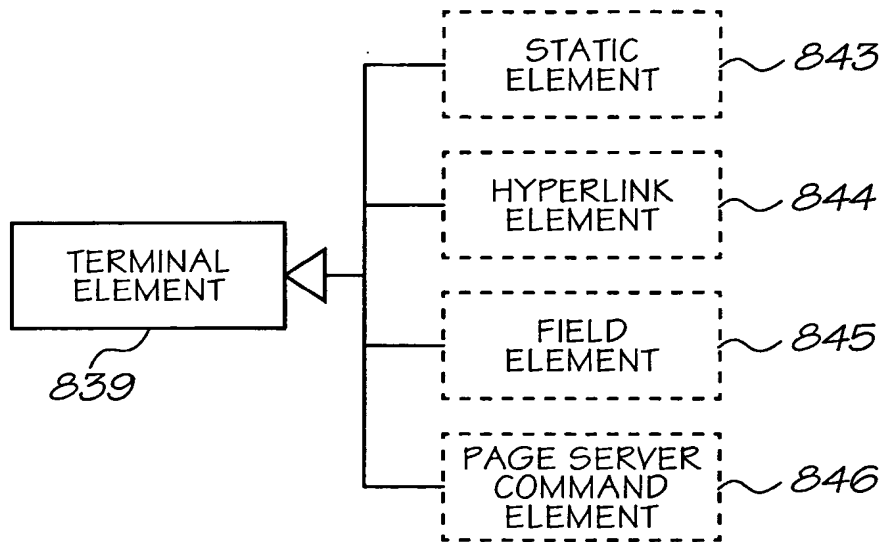 STATIC
ELEMENT
843
HYPERLINK
ELEMENT
844
TERMINAL
ELEMENT
839
FIELD
ELEMENT
845
PAGE SERVER
COMMAND
ELEMENT
846